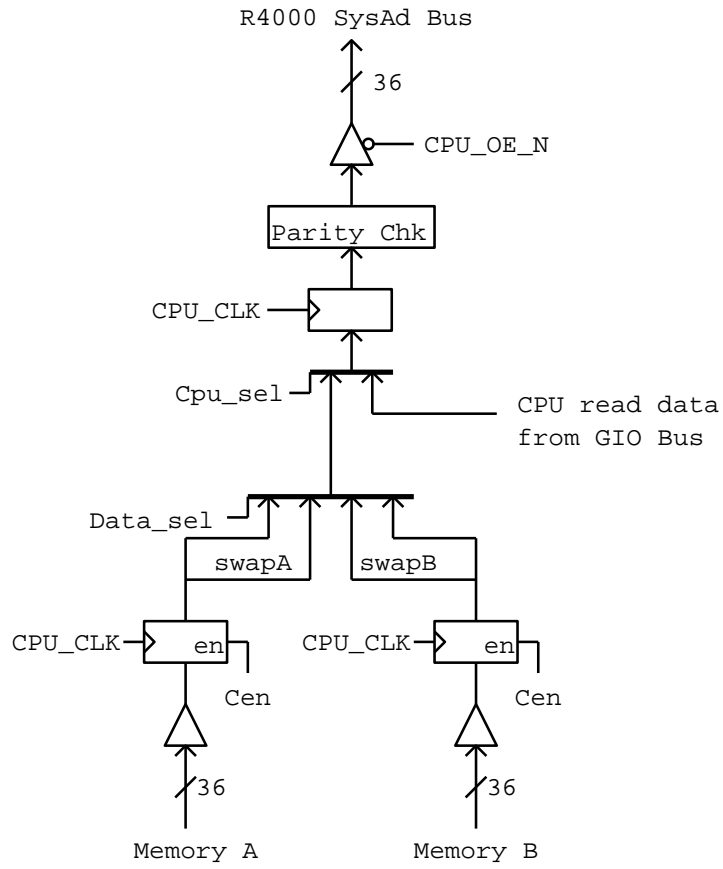 R4000 SysAd Bus
36
CPU_OE_N
Parity Chk
CPU_CLK
Cpu_sel
CPU read data
from GIO Bus
Data_sel
swapA
swapB
CPU_CLK
en
CPU_CLK
en
Cen
Cen
36
36
Memory A
Memory B